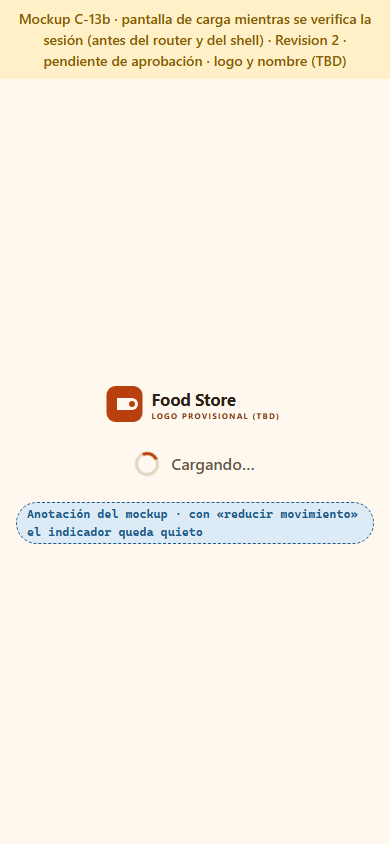 Mockup C-13b · pantalla de carga mientras se verifica la
sesión (antes del router y del shell) · Revision 2 ·
pendiente de aprobación · logo y nombre (TBD)
Food Store
LOGO PROVISIONAL (TBD)
Cargando...
Anotación del mockup · con «reducir movimiento»
el indicador queda quieto